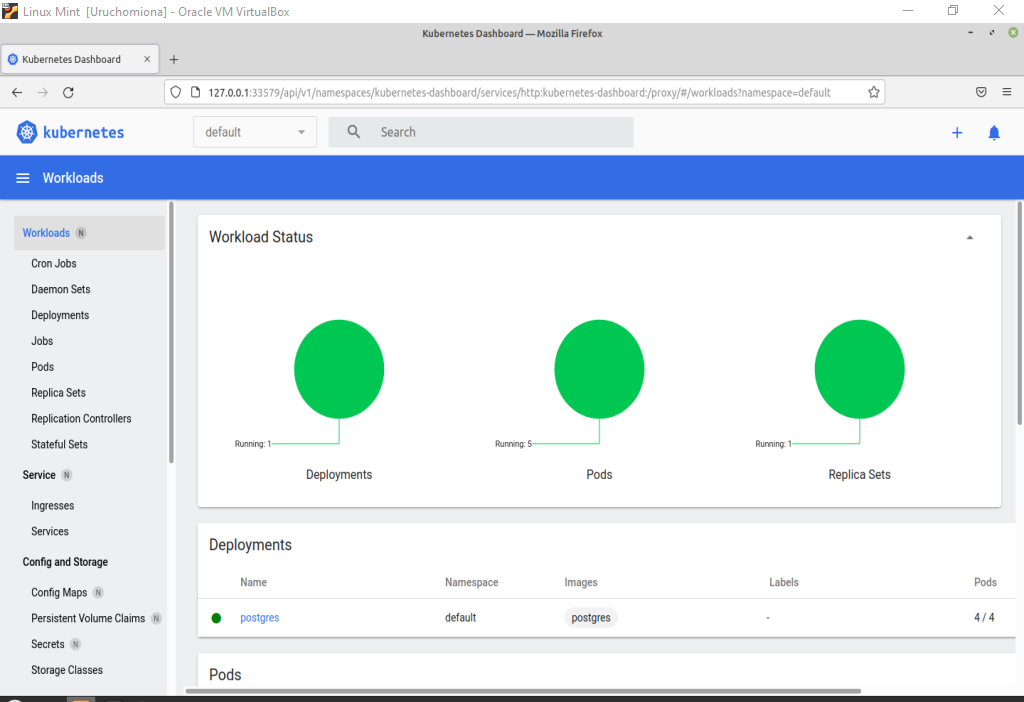 Linux Mint [Uruchomiona] - Oracle VM VirtualBox
Kubernetes Dashboard — Mozilla Firefox
Kubernetes Dashboard
127.0.0.1:33579/api/v1/namespaces/kubernetes-dashboard/services/http:kubernetes-dashboard:/proxy/#/workloads?namespace=default
kubernetes
default
Search
Workloads
Workloads N
Cron Jobs
Daemon Sets
Deployments
Jobs
Pods
Replica Sets
Replication Controllers
Stateful Sets
Service N
Ingresses
Services
Config and Storage
Config Maps N
Persistent Volume Claims N
Secrets N
Storage Classes
Workload Status
Running: 1
Deployments
Running: 5
Pods
Running: 1
Replica Sets
Deployments
Name Namespace Images Labels Pods
postgres default postgres - 4 / 4
Pods